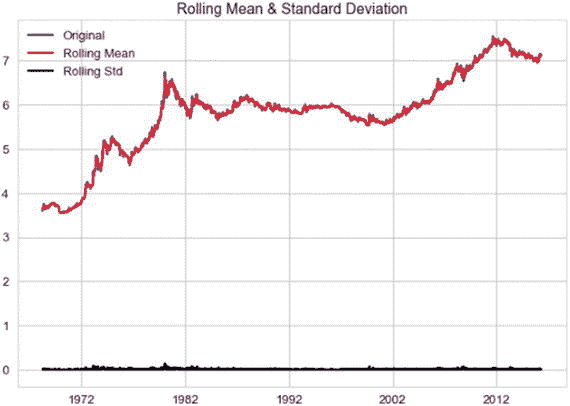 Rolling Mean & Standard Deviation
Original
Rolling Mean
Rolling Std
7
6
5
4
3
2
1
0
1972 1982 1992 2002 2012